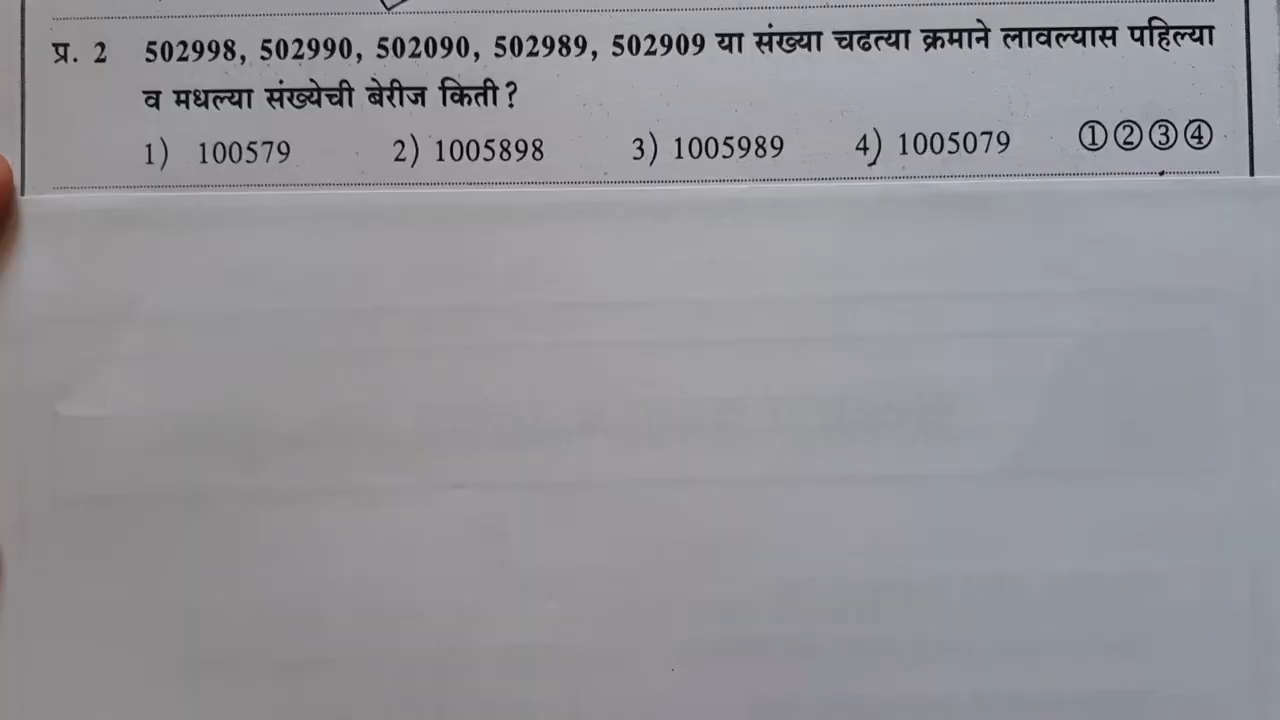 प्र. 2 502998, 502990, 502090, 502989, 502909 या संख्या चढत्या क्रमाने लावल्यास पहिल्या
व मधल्या संख्येची बेरीज किती?
1) 100579 2) 1005898 3) 1005989 4) 1005079 ①②③④